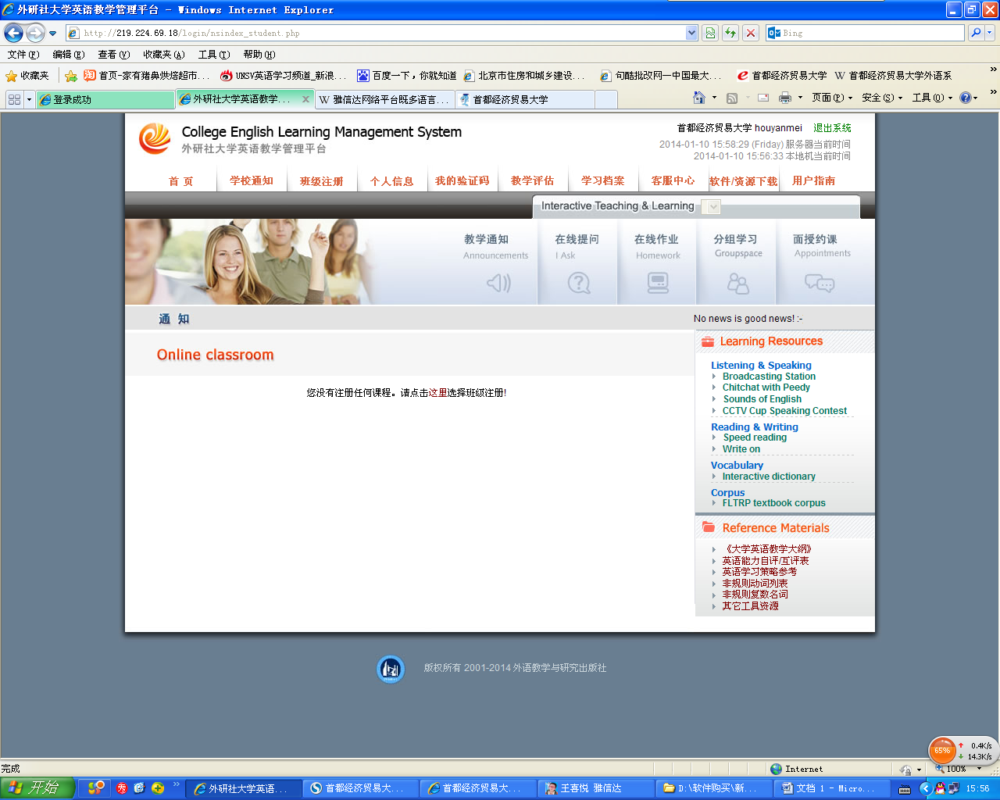 外研社大学英语教学管理平台 - Windows Internet Explorer
http://219.224.69.18/login/nsindex_student.php
Bing
文件(F) 编辑(E) 查看(V) 收藏夹(A) 工具(T) 帮助(H)
收藏夹 首页-家有猪鼻烘焙超市... UNSV英语学习频道_新浪... 百度一下，你就知道 北京市住房和城乡建设... 句酷批改网—中国最大... 首都经济贸易大学 首都经济贸易大学外语系 »
登录成功 外研社大学英语教学... 雅信达网络平台既多语言... 首都经济贸易大学 页面(P) 安全(S) 工具(O) »
College English Learning Management System
外研社大学英语教学管理平台
首都经济贸易大学 houyanmei 退出系统
2014-01-10 15:58:29 (Friday) 服务器当前时间
2014-01-10 15:56:33 本地机当前时间
首 页 学校通知 班级注册 个人信息 我的验证码 教学评估 学习档案 客服中心 软件/资源下载 用户指南
Interactive Teaching & Learning
教学通知 在线提问 在线作业 分组学习 面授约课
Announcements I Ask Homework Groupspace Appointments
通 知
No news is good news! :-
Online classroom
您没有注册任何课程。请点击这里选择班级注册!
Learning Resources
Listening & Speaking
Broadcasting Station
Chitchat with Peedy
Sounds of English
CCTV Cup Speaking Contest
Reading & Writing
Speed reading
Write on
Vocabulary
Interactive dictionary
Corpus
FLTRP textbook corpus
Reference Materials
《大学英语教学大纲》
英语能力自评/互评表
英语学习策略参考
非规则动词列表
非规则复数名词
其它工具资源
版权所有 2001-2014 外语教学与研究出版社
65% 0.4K/s
14.3K/s
完成 Internet 100%
开始 » 外研社大学英语... 首都经济贸易大... 首都经济贸易大... 王喜悦 雅信达 D:\软件购买\新... 文档 1 - Micro... 15:56